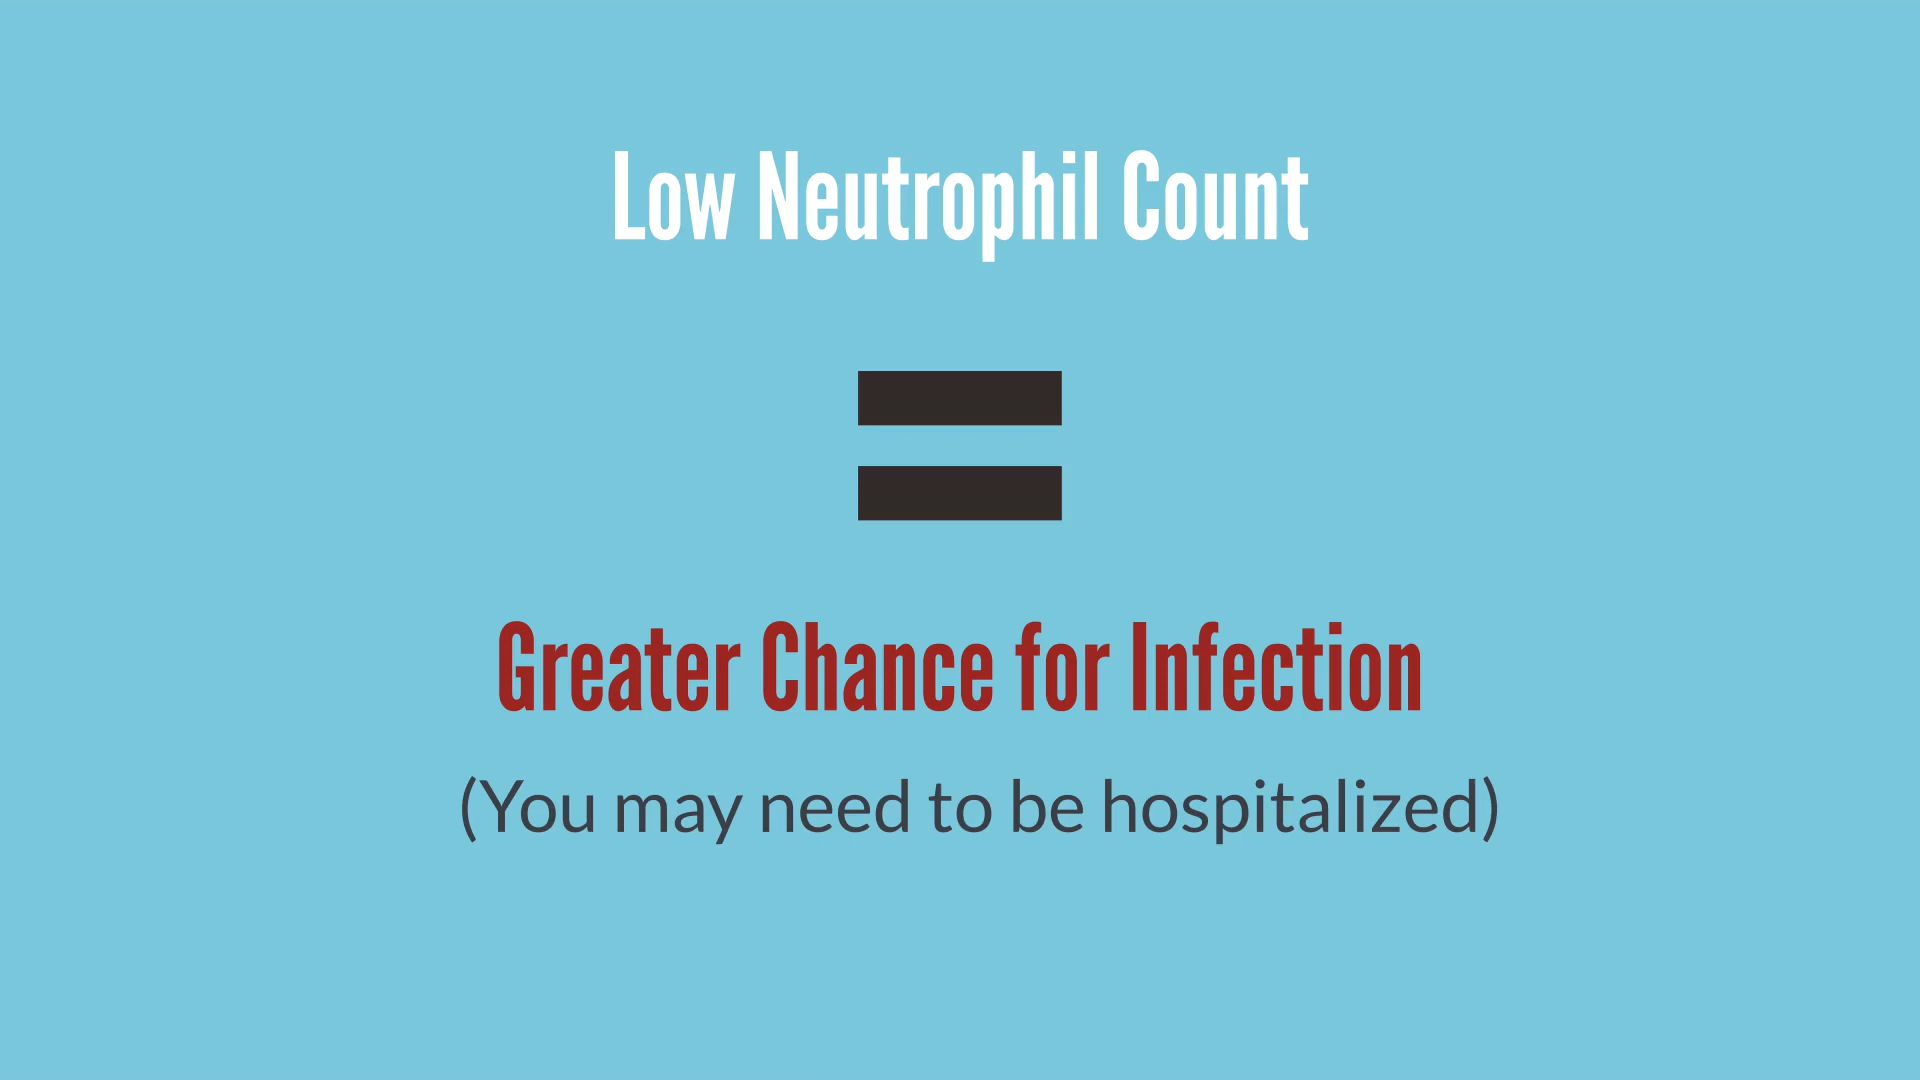 Low Neutrophil Count
=
Greater Chance for Infection
(You may need to be hospitalized)